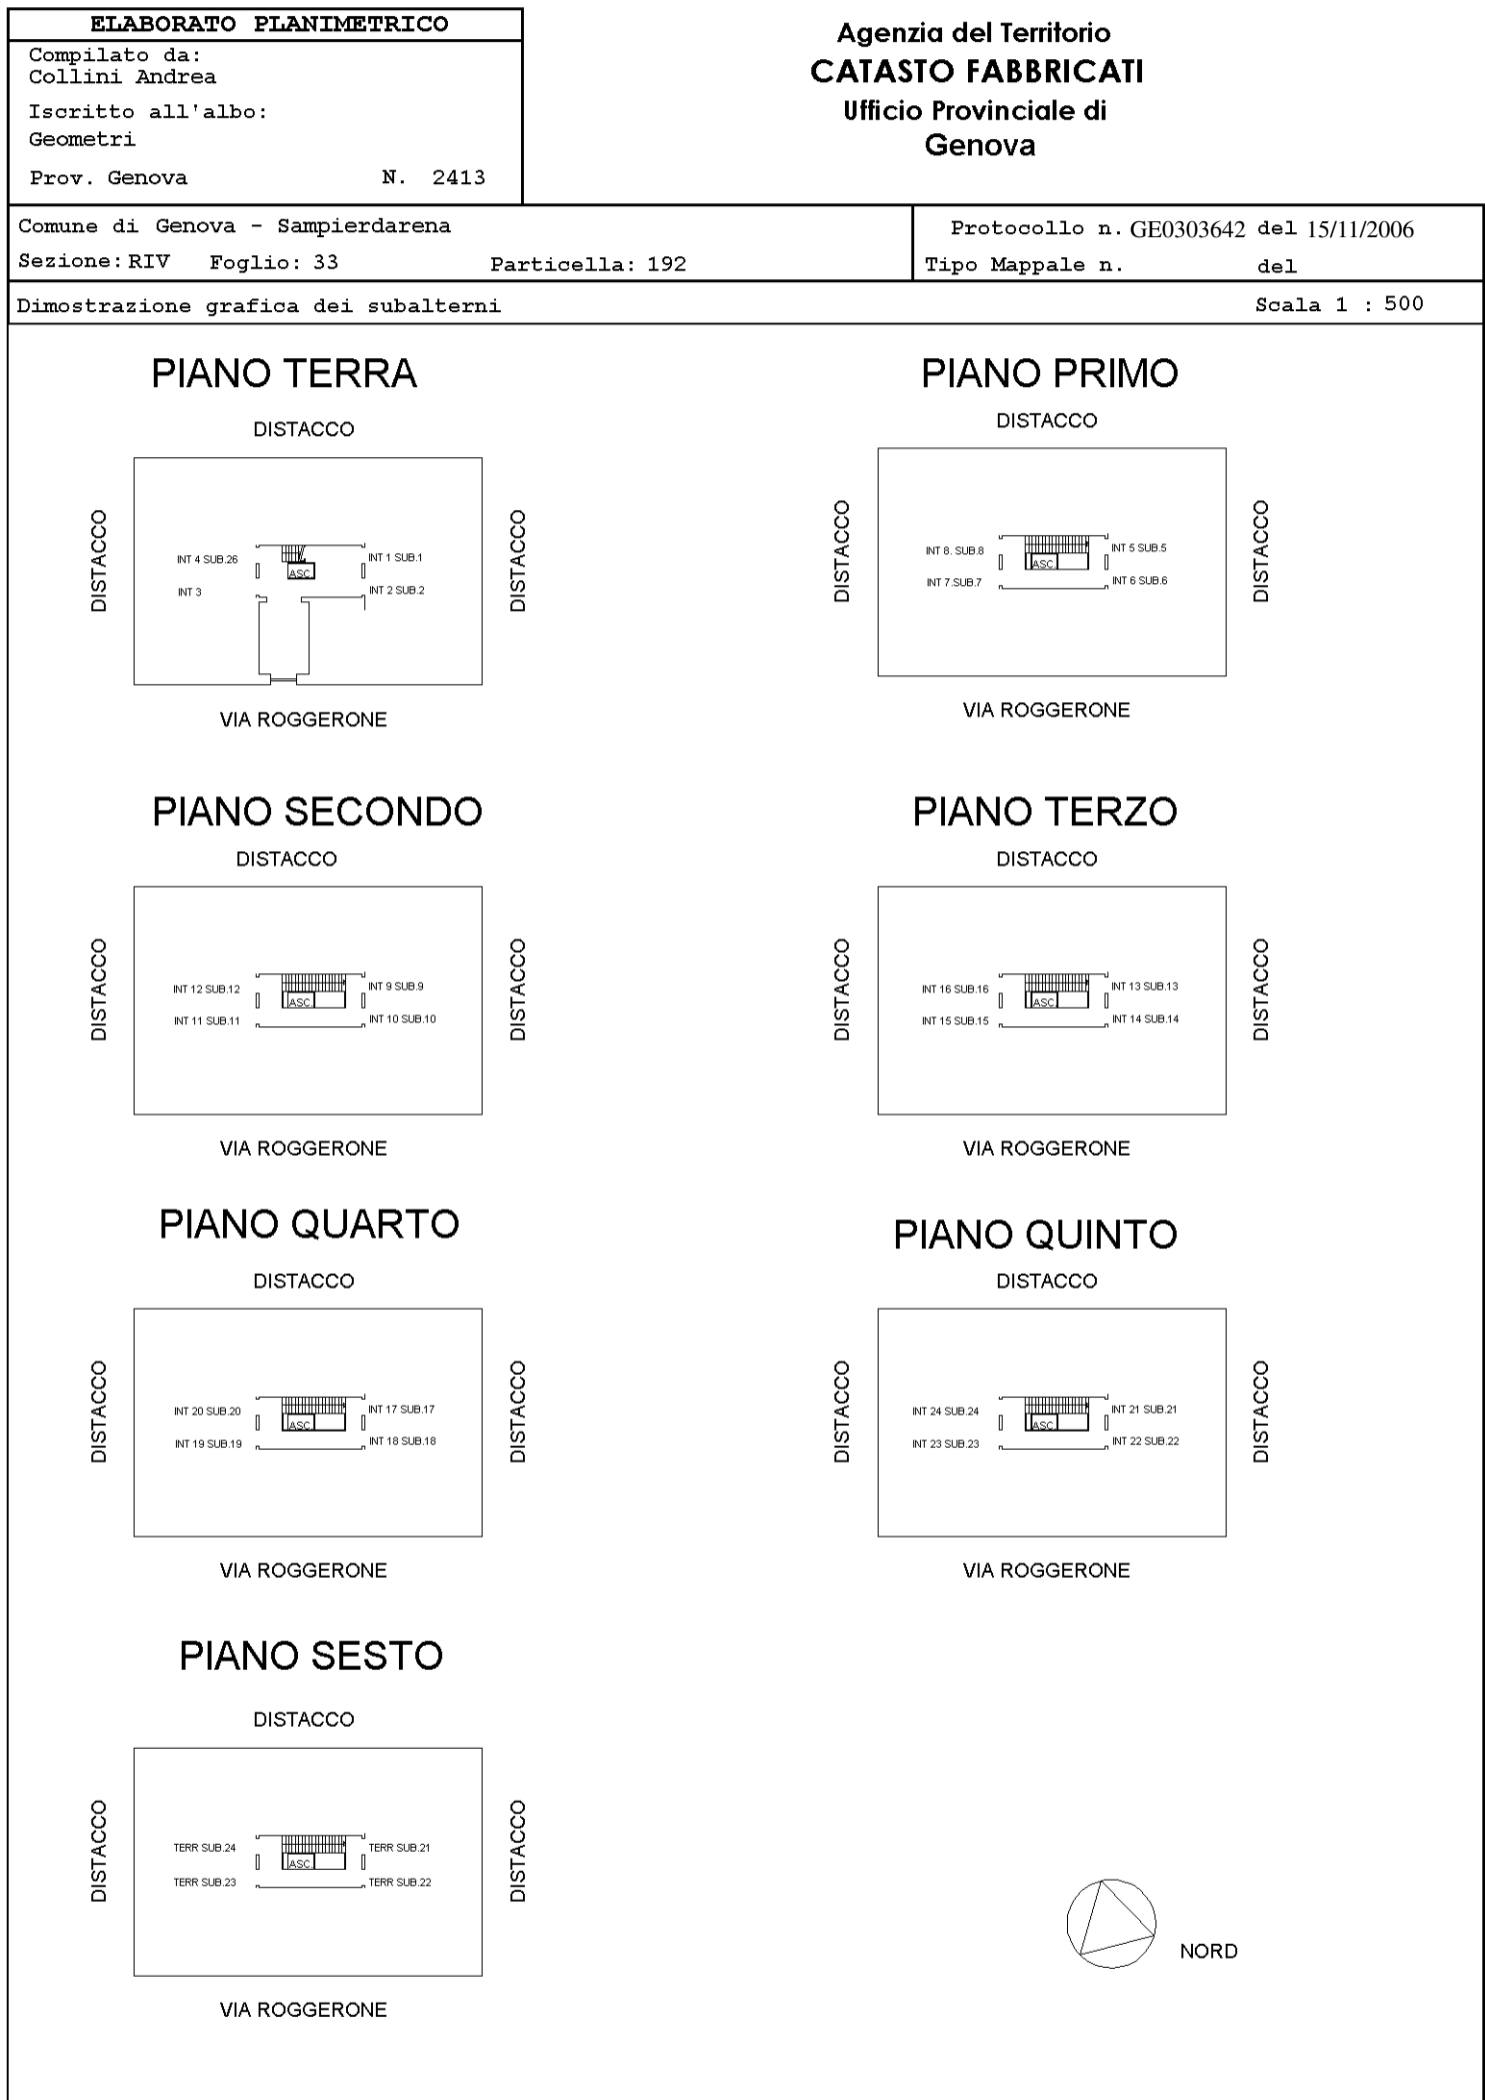 ELABORATO PLANIMETRICO
Compilato da:
Collini Andrea
Iscritto all'albo:
Geometri
Prov. Genova N. 2413
Agenzia del Territorio
CATASTO FABBRICATI
Ufficio Provinciale di
Genova
Comune di Genova - Sampierdarena
Sezione: RIV Foglio: 33 Particella: 192
Protocollo n. GE0303642 del 15/11/2006
Tipo Mappale n. del
Dimostrazione grafica dei subalterni Scala 1 : 500
PIANO TERRA
DISTACCO
DISTACCO
DISTACCO
INT 4 SUB.26
INT 1 SUB.1
ASC.
INT 3
INT 2 SUB.2
VIA ROGGERONE
PIANO PRIMO
DISTACCO
DISTACCO
DISTACCO
INT 8. SUB.8
INT 5 SUB.5
ASC.
INT 7.SUB.7
INT 6 SUB.6
VIA ROGGERONE
PIANO SECONDO
DISTACCO
DISTACCO
DISTACCO
INT 12 SUB.12
INT 9 SUB.9
ASC.
INT 11 SUB.11
INT 10 SUB.10
VIA ROGGERONE
PIANO TERZO
DISTACCO
DISTACCO
DISTACCO
INT 16 SUB.16
INT 13 SUB.13
ASC.
INT 15 SUB.15
INT 14 SUB.14
VIA ROGGERONE
PIANO QUARTO
DISTACCO
DISTACCO
DISTACCO
INT 20 SUB.20
INT 17 SUB.17
ASC.
INT 19 SUB.19
INT 18 SUB.18
VIA ROGGERONE
PIANO QUINTO
DISTACCO
DISTACCO
DISTACCO
INT 24 SUB.24
INT 21 SUB.21
ASC.
INT 23 SUB.23
INT 22 SUB.22
VIA ROGGERONE
PIANO SESTO
DISTACCO
DISTACCO
DISTACCO
TERR SUB.24
TERR SUB.21
ASC.
TERR SUB.23
TERR SUB.22
VIA ROGGERONE
NORD